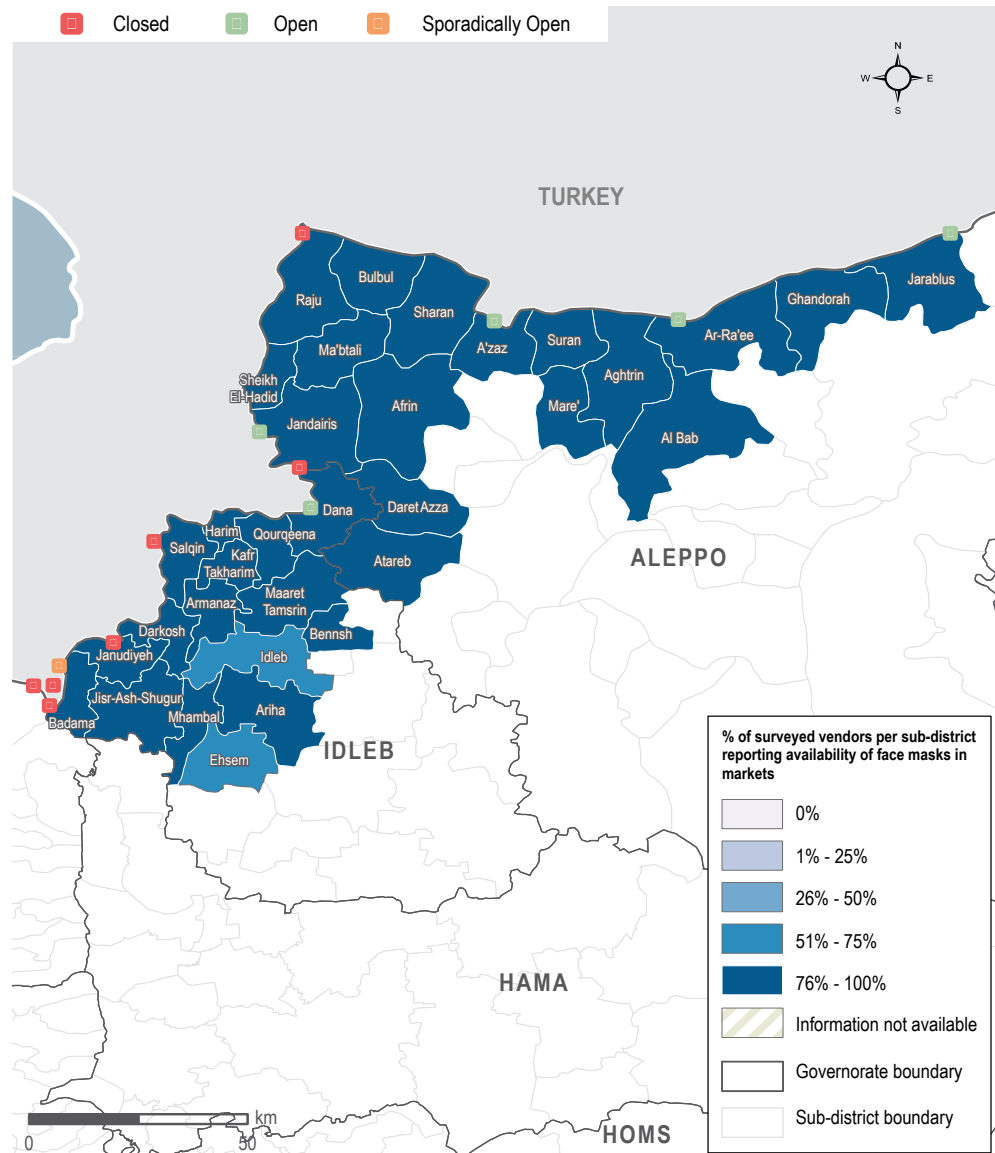 Closed
Open
Sporadically Open
N
W
E
S
TURKEY
Bulbul
Raju
Sharan
Jarablus
Ghandorah
Ar-Ra'ee
A'zaz
Suran
Ma'btali
Aghtrin
Sheikh
El-Hadid
Afrin
Mare'
Jandairis
Al Bab
Dana
Daret Azza
Harim
Qourqeena
Salqin
Kafr
Takharim
Atareb
ALEPPO
Maaret
Tamsrin
Armanaz
Darkosh
Bennsh
Janudiyeh
Idleb
Jisr-Ash-Shugur
Mhambal
Ariha
Badama
IDLEB
Ehsem
% of surveyed vendors per sub-district
reporting availability of face masks in
markets
0%
1% - 25%
26% - 50%
51% - 75%
76% - 100%
Information not available
Governorate boundary
Sub-district boundary
HAMA
HOMS
km
0
50